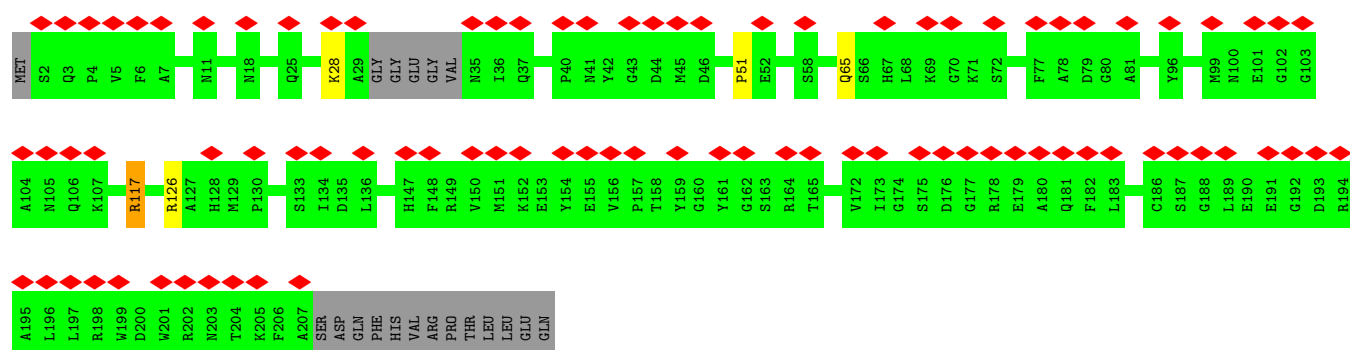 MET S2 Q3 P4 V5 F6 A7 N11 N18 Q25 K28 A29 GLY GLY GLU GLY VAL N35 I36 Q37 P40 N41 Y42 G43 D44 M45 D46 P51 E52 S58 Q65 S66 H67 L68 K69 G70 K71 S72 F77 A78 D79 G80 A81 Y96 M99 N100 E101 G102 G103
A104 N105 Q106 K107 R117 R126 A127 H128 M129 P130 S133 I134 D135 L136 H147 F148 R149 V150 M151 K152 E153 Y154 E155 V156 P157 T158 Y159 G160 Y161 G162 S163 R164 T165 V172 I173 G174 S175 D176 G177 R178 E179 A180 Q181 F182 L183 C186 S187 G188 L189 E190 E191 G192 D193 R194
A195 L196 L197 R198 W199 D200 W201 R202 N203 T204 K205 F206 A207 SER ASP GLN PHE HIS VAL ARG PRO THR LEU LEU GLU GLN